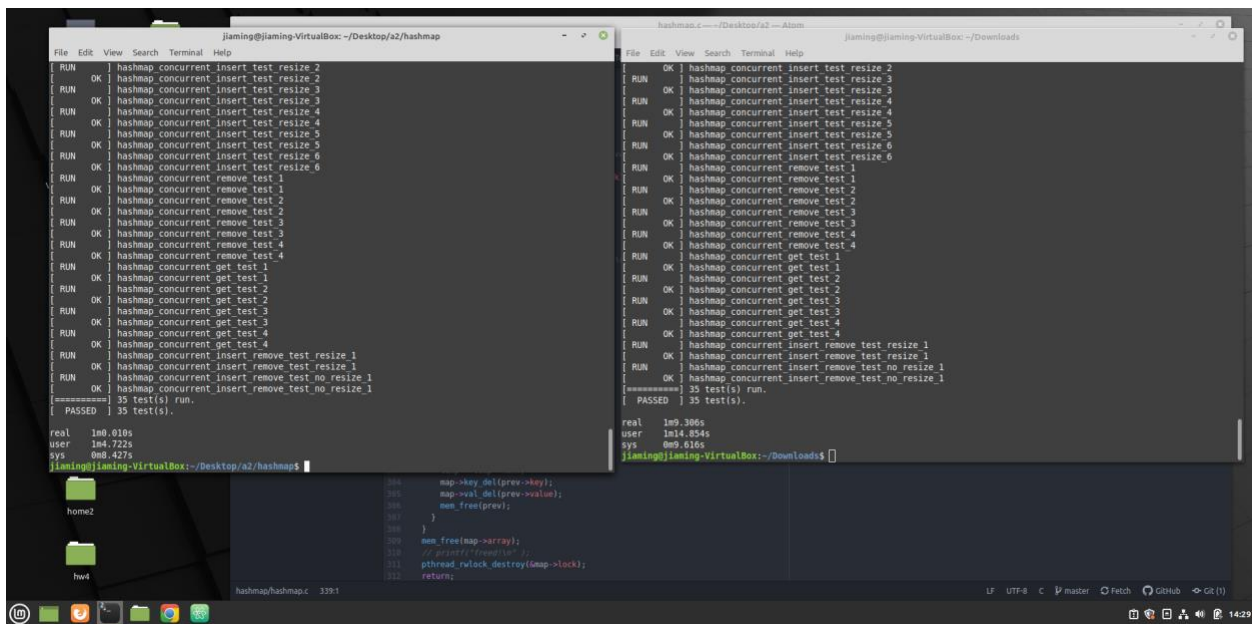 hashmap.c — ~/Desktop/a2 — Atom
jiaming@jiaming-VirtualBox: ~/Desktop/a2/hashmap
File Edit View Search Terminal Help
[ RUN      ] hashmap_concurrent_insert_test_resize_2
[       OK ] hashmap_concurrent_insert_test_resize_2
[ RUN      ] hashmap_concurrent_insert_test_resize_3
[       OK ] hashmap_concurrent_insert_test_resize_3
[ RUN      ] hashmap_concurrent_insert_test_resize_4
[       OK ] hashmap_concurrent_insert_test_resize_4
[ RUN      ] hashmap_concurrent_insert_test_resize_5
[       OK ] hashmap_concurrent_insert_test_resize_5
[ RUN      ] hashmap_concurrent_insert_test_resize_6
[       OK ] hashmap_concurrent_insert_test_resize_6
[ RUN      ] hashmap_concurrent_remove_test_1
[       OK ] hashmap_concurrent_remove_test_1
[ RUN      ] hashmap_concurrent_remove_test_2
[       OK ] hashmap_concurrent_remove_test_2
[ RUN      ] hashmap_concurrent_remove_test_3
[       OK ] hashmap_concurrent_remove_test_3
[ RUN      ] hashmap_concurrent_remove_test_4
[       OK ] hashmap_concurrent_remove_test_4
[ RUN      ] hashmap_concurrent_get_test_1
[       OK ] hashmap_concurrent_get_test_1
[ RUN      ] hashmap_concurrent_get_test_2
[       OK ] hashmap_concurrent_get_test_2
[ RUN      ] hashmap_concurrent_get_test_3
[       OK ] hashmap_concurrent_get_test_3
[ RUN      ] hashmap_concurrent_get_test_4
[       OK ] hashmap_concurrent_get_test_4
[ RUN      ] hashmap_concurrent_insert_remove_test_resize_1
[       OK ] hashmap_concurrent_insert_remove_test_resize_1
[ RUN      ] hashmap_concurrent_insert_remove_test_no_resize_1
[       OK ] hashmap_concurrent_insert_remove_test_no_resize_1
[==========] 35 test(s) run.
[  PASSED  ] 35 test(s).
real 1m0.010s
user 1m4.722s
sys 0m8.427s
jiaming@jiaming-VirtualBox:~/Desktop/a2/hashmap$
jiaming@jiaming-VirtualBox: ~/Downloads
File Edit View Search Terminal Help
[       OK ] hashmap_concurrent_insert_test_resize_2
[ RUN      ] hashmap_concurrent_insert_test_resize_3
[       OK ] hashmap_concurrent_insert_test_resize_3
[ RUN      ] hashmap_concurrent_insert_test_resize_4
[       OK ] hashmap_concurrent_insert_test_resize_4
[ RUN      ] hashmap_concurrent_insert_test_resize_5
[       OK ] hashmap_concurrent_insert_test_resize_5
[ RUN      ] hashmap_concurrent_insert_test_resize_6
[       OK ] hashmap_concurrent_insert_test_resize_6
[ RUN      ] hashmap_concurrent_remove_test_1
[       OK ] hashmap_concurrent_remove_test_1
[ RUN      ] hashmap_concurrent_remove_test_2
[       OK ] hashmap_concurrent_remove_test_2
[ RUN      ] hashmap_concurrent_remove_test_3
[       OK ] hashmap_concurrent_remove_test_3
[ RUN      ] hashmap_concurrent_remove_test_4
[       OK ] hashmap_concurrent_remove_test_4
[ RUN      ] hashmap_concurrent_get_test_1
[       OK ] hashmap_concurrent_get_test_1
[ RUN      ] hashmap_concurrent_get_test_2
[       OK ] hashmap_concurrent_get_test_2
[ RUN      ] hashmap_concurrent_get_test_3
[       OK ] hashmap_concurrent_get_test_3
[ RUN      ] hashmap_concurrent_get_test_4
[       OK ] hashmap_concurrent_get_test_4
[ RUN      ] hashmap_concurrent_insert_remove_test_resize_1
[       OK ] hashmap_concurrent_insert_remove_test_resize_1
[ RUN      ] hashmap_concurrent_insert_remove_test_no_resize_1
[       OK ] hashmap_concurrent_insert_remove_test_no_resize_1
[==========] 35 test(s) run.
[  PASSED  ] 35 test(s).
real 1m9.306s
user 1m14.854s
sys 0m9.616s
jiaming@jiaming-VirtualBox:~/Downloads$
map->key_del(prev->key);
map->val_del(prev->value);
mem_free(prev);
}
}
mem_free(map->array);
// printf("freed!\n" );
pthread_rwlock_destroy(&map->lock);
return;
home2
hw4
hashmap/hashmap.c 339:1
LF UTF-8 C master Fetch GitHub Git (1)
14:29